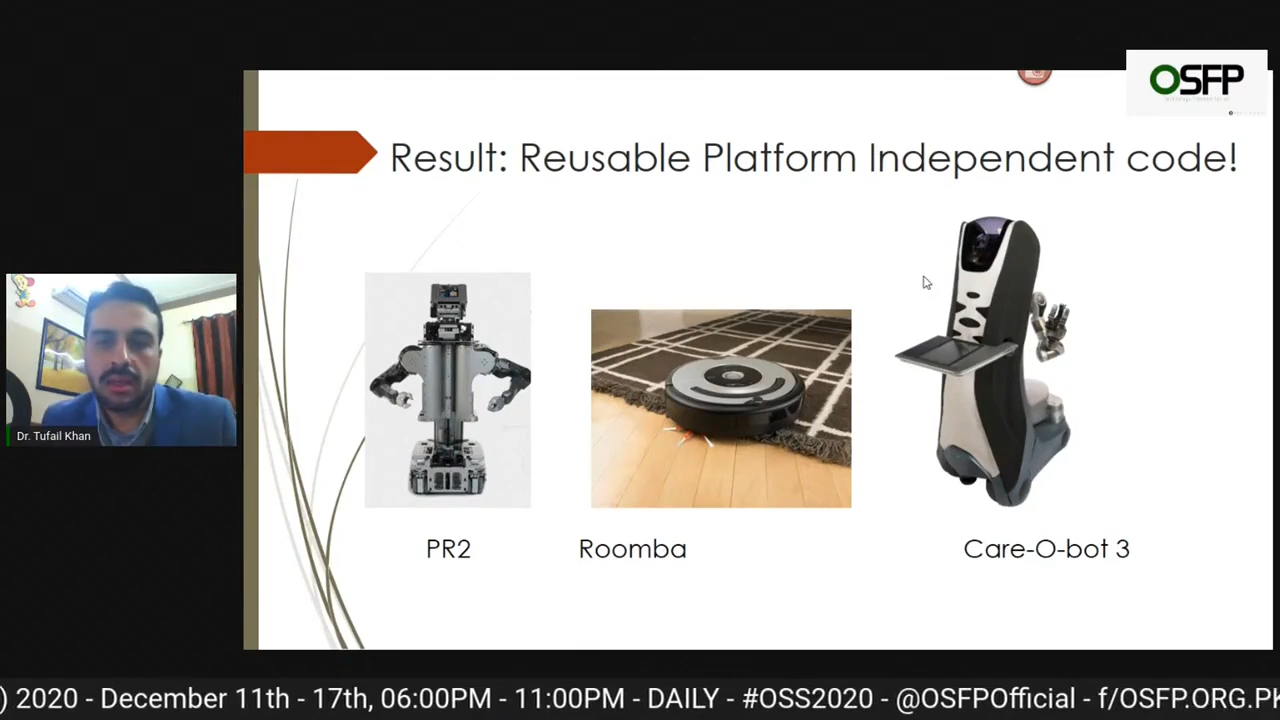 OSFP
Result: Reusable Platform Independent code!
Dr. Tufail Khan
PR2
Roomba
Care-O-bot 3
) 2020 - December 11th - 17th, 06:00PM - 11:00PM - DAILY - #OSS2020 - @OSFPOfficial - f/OSFP.ORG.PK